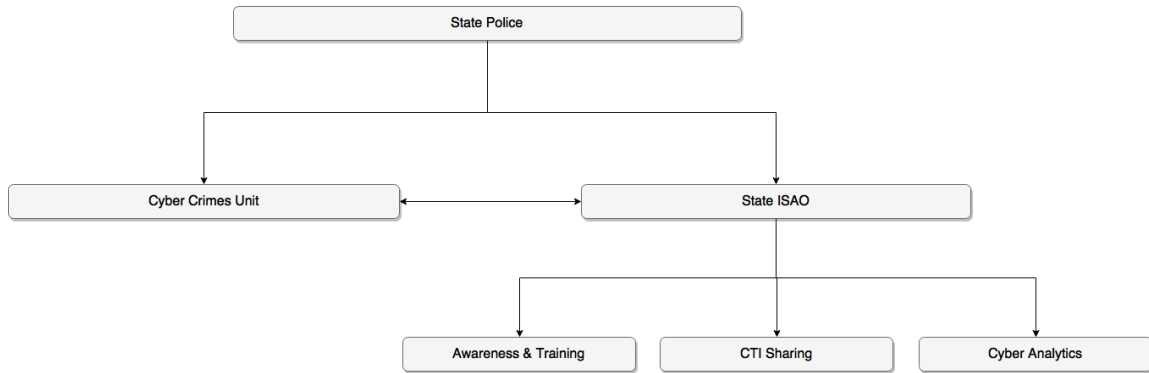 State Police
Cyber Crimes Unit
State ISAO
Awareness & Training
CTI Sharing
Cyber Analytics